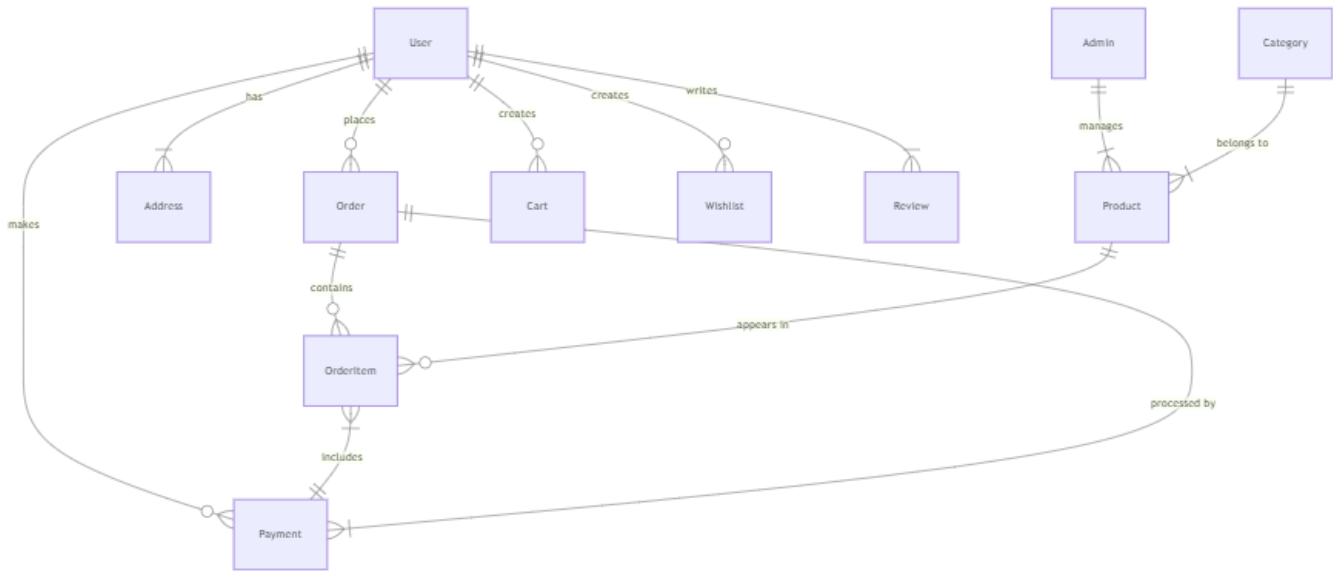 User
Admin
Category
has
creates
writes
places
creates
manages
belongs to
Address
Order
Cart
Wishlist
Review
Product
makes
contains
appears in
OrderItem
processed by
includes
Payment